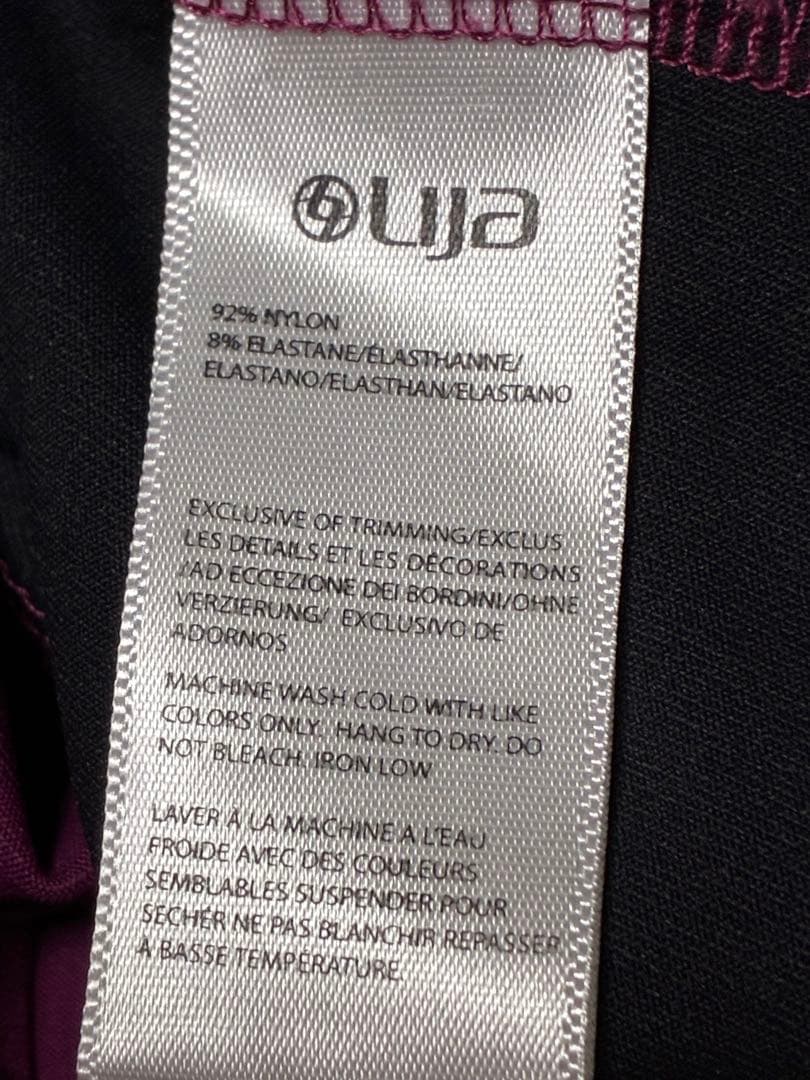 Lija
92% NYLON
8% ELASTANE/ÉLASTHANNE/
ELASTANO/ELASTHAN/ELASTANO
EXCLUSIVE OF TRIMMING/EXCLUS
LES DETAILS ET LES DÉCORATIONS
/AD ECCEZIONE DEI BORDINI/OHNE
VERZIERUNG/ EXCLUSIVO DE
ADORNOS
MACHINE WASH COLD WITH LIKE
COLORS ONLY. HANG TO DRY. DO
NOT BLEACH. IRON LOW
LAVER À LA MACHINE A L'EAU
FROIDE AVEC DES COULEURS
SEMBLABLES SUSPENDER POUR
SECHER NE PAS BLANCHIR REPASSER
À BASSE TEMPÉRATURE.